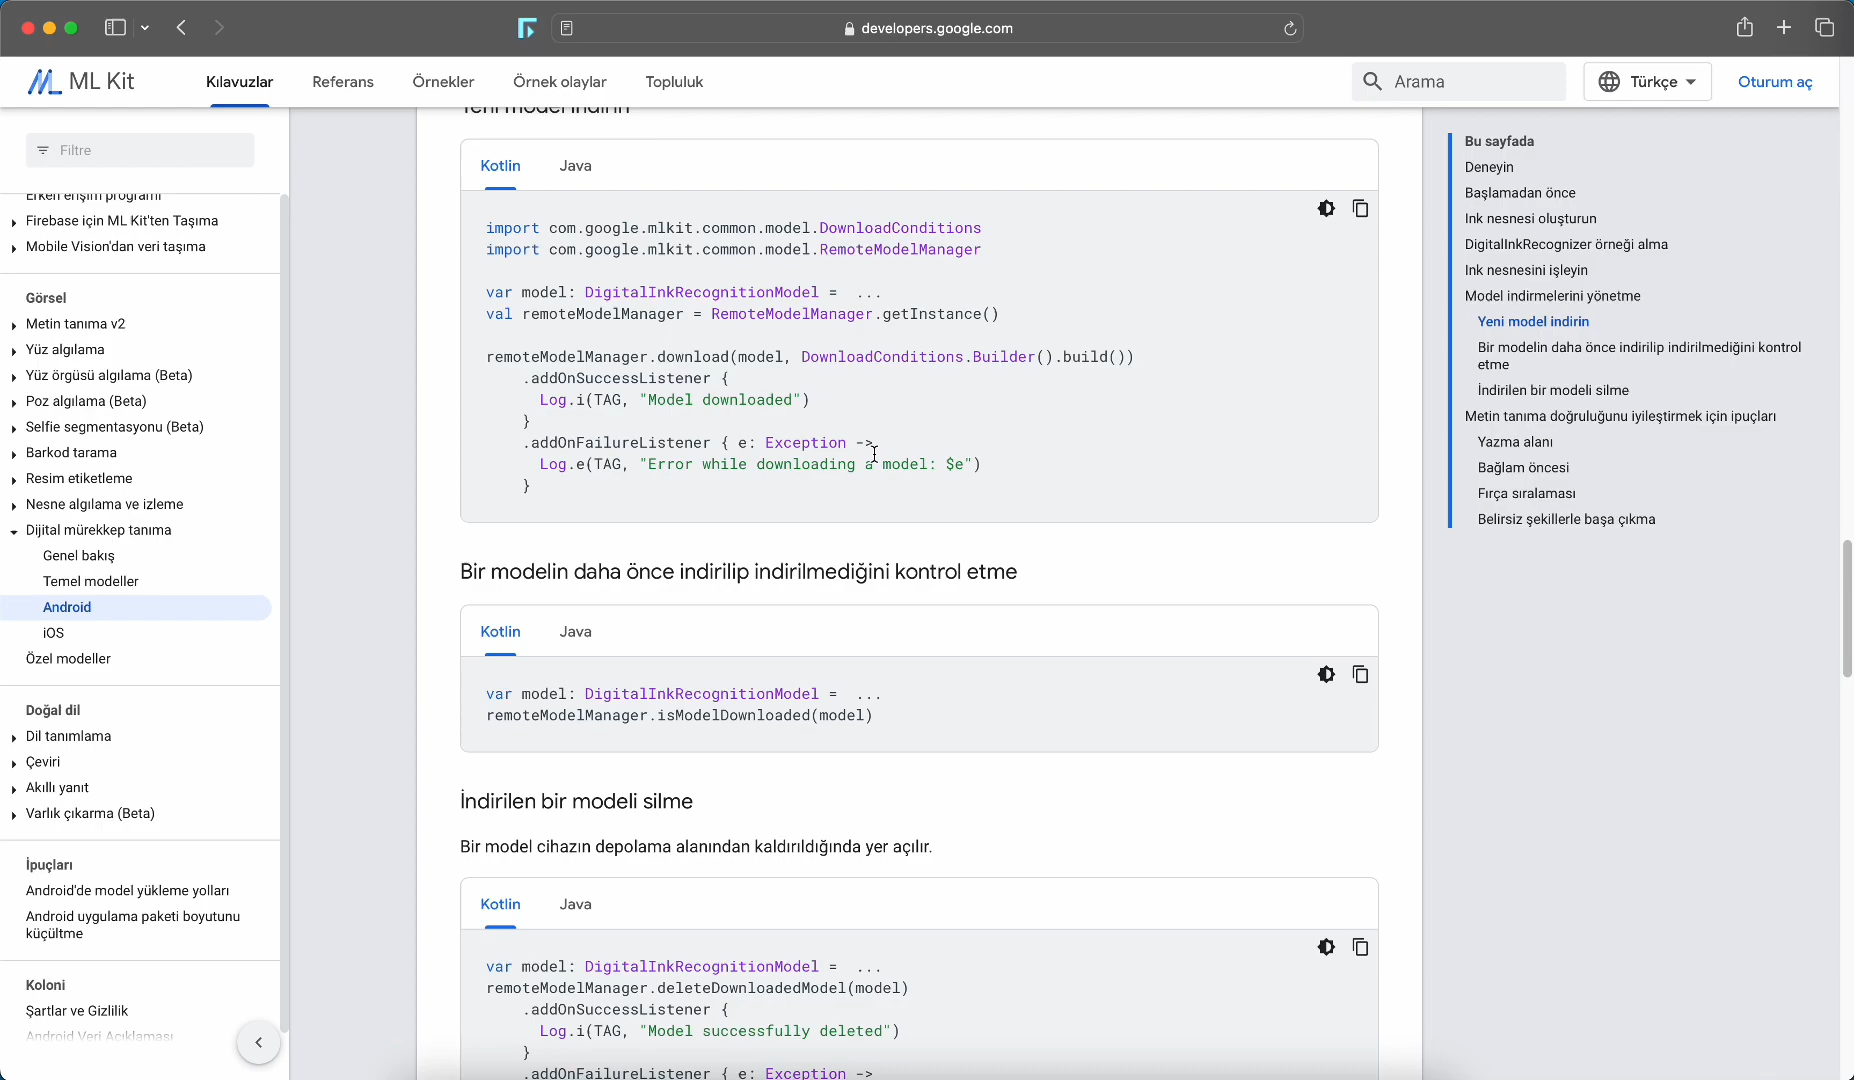 developers.google.com
ML Kit
Kılavuzlar
Referans
Örnekler
Örnek olaylar
Topluluk
Arama
Türkçe
Oturum aç
Filtre
Erken erişim programı
Firebase için ML Kit'ten Taşıma
Mobile Vision'dan veri taşıma
Görsel
Metin tanıma v2
Yüz algılama
Yüz örgüsü algılama (Beta)
Poz algılama (Beta)
Selfie segmentasyonu (Beta)
Barkod tarama
Resim etiketleme
Nesne algılama ve izleme
Dijital mürekkep tanıma
Genel bakış
Temel modeller
Android
iOS
Özel modeller
Doğal dil
Dil tanımlama
Çeviri
Akıllı yanıt
Varlık çıkarma (Beta)
İpuçları
Android'de model yükleme yolları
Android uygulama paketi boyutunu
küçültme
Koloni
Şartlar ve Gizlilik
Android Veri Açıklaması
Yeni model indirin
Kotlin
Java
import com.google.mlkit.common.model.DownloadConditions
import com.google.mlkit.common.model.RemoteModelManager
var model: DigitalInkRecognitionModel =  ...
val remoteModelManager = RemoteModelManager.getInstance()
remoteModelManager.download(model, DownloadConditions.Builder().build())
.addOnSuccessListener {
Log.i(TAG, "Model downloaded")
}
.addOnFailureListener { e: Exception ->
Log.e(TAG, "Error while downloading a model: $e")
}
Bir modelin daha önce indirilip indirilmediğini kontrol etme
Kotlin
Java
var model: DigitalInkRecognitionModel =  ...
remoteModelManager.isModelDownloaded(model)
İndirilen bir modeli silme
Bir model cihazın depolama alanından kaldırıldığında yer açılır.
Kotlin
Java
var model: DigitalInkRecognitionModel =  ...
remoteModelManager.deleteDownloadedModel(model)
.addOnSuccessListener {
Log.i(TAG, "Model successfully deleted")
}
.addOnFailureListener { e: Exception ->
Bu sayfada
Deneyin
Başlamadan önce
Ink nesnesi oluşturun
DigitalInkRecognizer örneği alma
Ink nesnesini işleyin
Model indirmelerini yönetme
Yeni model indirin
Bir modelin daha önce indirilip indirilmediğini kontrol
etme
İndirilen bir modeli silme
Metin tanıma doğruluğunu iyileştirmek için ipuçları
Yazma alanı
Bağlam öncesi
Fırça sıralaması
Belirsiz şekillerle başa çıkma